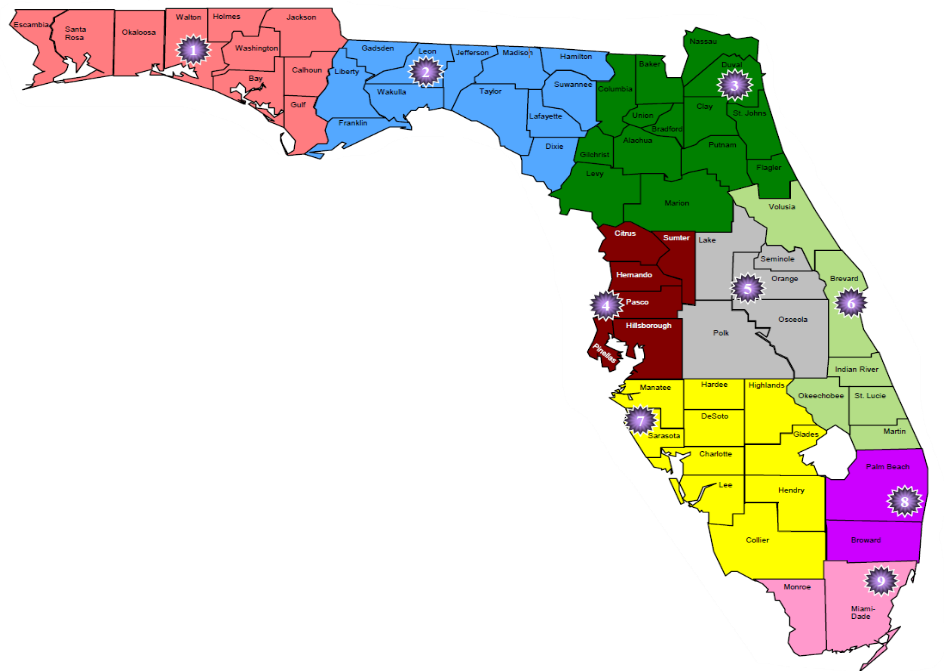 Escambia
Santa
Rosa
Okaloosa
Walton
Holmes
Jackson
Washington
Bay
Calhoun
Gulf
1
Gadsden
Liberty
Franklin
Leon
Wakulla
2
Jefferson
Madison
Hamilton
Taylor
Suwannee
Lafayette
Dixie
Nassau
Baker
Duval
3
Columbia
Union
Bradford
Clay
St. Johns
Alachua
Gilchrist
Putnam
Levy
Flagler
Marion
Citrus
Sumter
Hernando
4
Pasco
Hillsborough
Pinellas
Lake
Seminole
Orange
5
Osceola
Polk
Volusia
Brevard
6
Indian River
Okeechobee
St. Lucie
Martin
Manatee
Hardee
Highlands
7
DeSoto
Sarasota
Glades
Charlotte
Lee
Hendry
Collier
Palm Beach
8
Broward
9
Monroe
Miami-
Dade